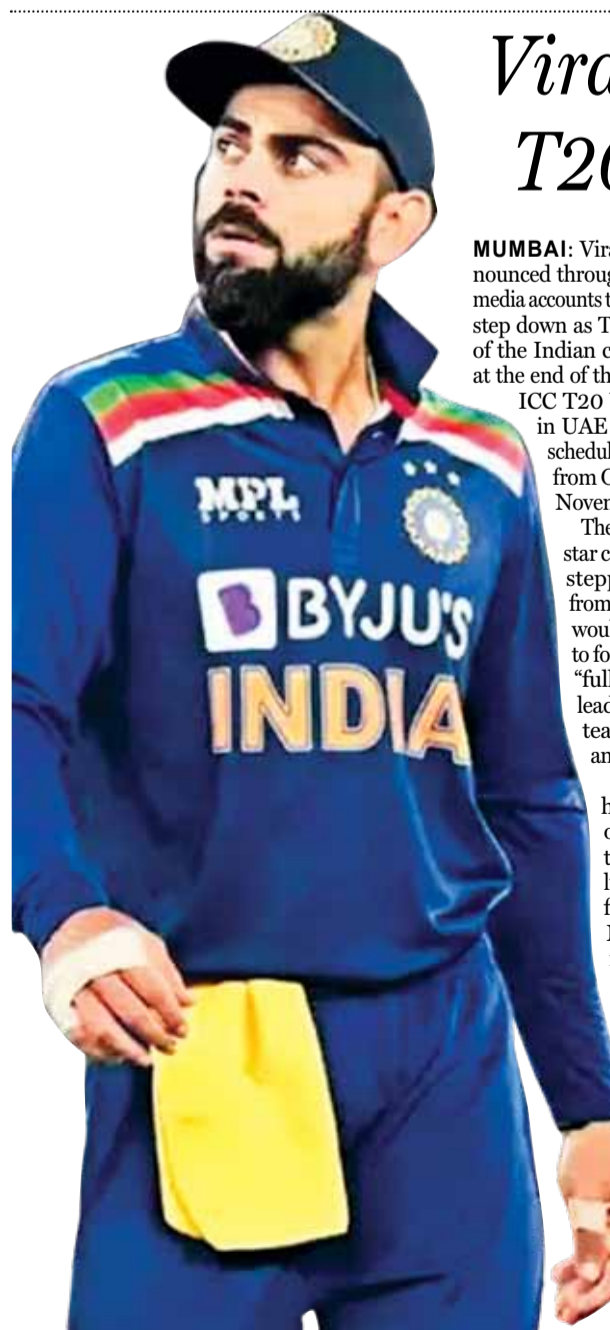 Vira
T20
MUMBAI: Vira
nounced throug
media accounts t
step down as T
of the Indian c
at the end of th
ICC T20
in UAE
schedul
from O
Novem
The
star c
stepp
from
woul
to fo
“full
lead
tea
an
h
t
f
MPL
SPORTS
BYJU'S
INDIA